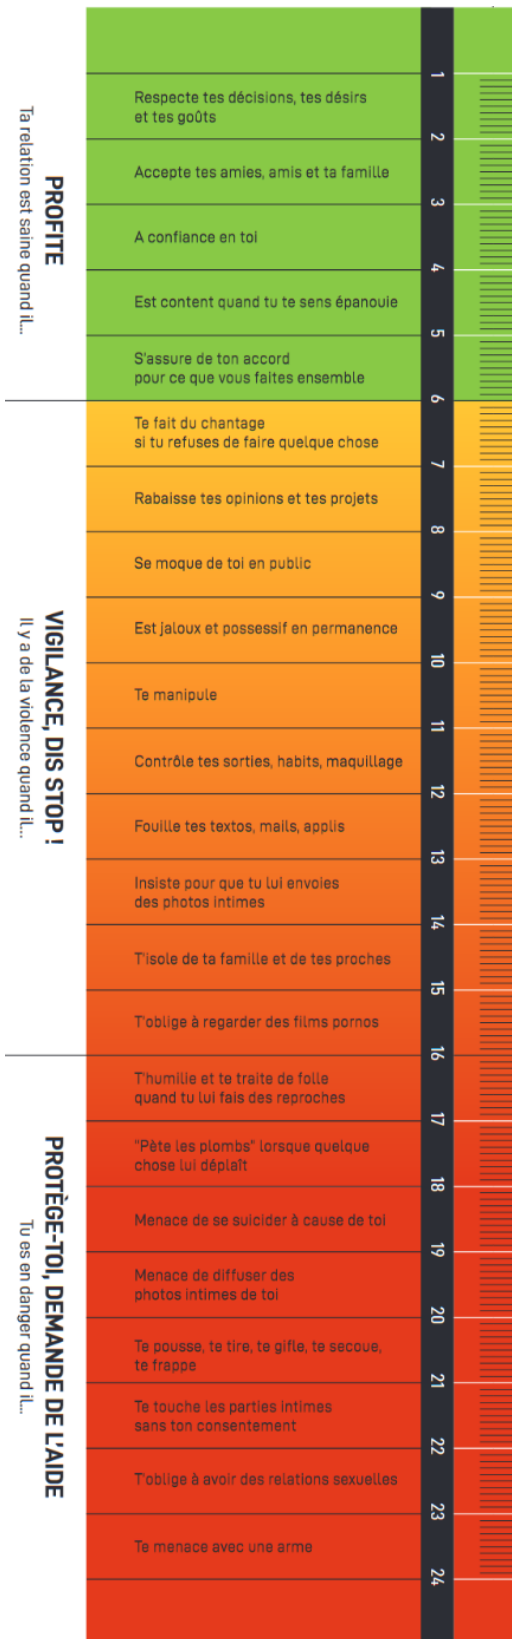 PROFITE
Ta relation est saine quand il...
1
Respecte tes décisions, tes désirs
et tes goûts
2
Accepte tes amies, amis et ta famille
3
A confiance en toi
4
Est content quand tu te sens épanouie
5
S'assure de ton accord
pour ce que vous faites ensemble
6
VIGILANCE, DIS STOP !
Il y a de la violence quand il...
Te fait du chantage
si tu refuses de faire quelque chose
7
Rabaisse tes opinions et tes projets
8
Se moque de toi en public
9
Est jaloux et possessif en permanence
10
Te manipule
11
Contrôle tes sorties, habits, maquillage
12
Fouille tes textos, mails, applis
13
Insiste pour que tu lui envoies
des photos intimes
14
T'isole de ta famille et de tes proches
15
T'oblige à regarder des films pornos
16
PROTÈGE-TOI, DEMANDE DE L'AIDE
Tu es en danger quand il...
T'humilie et te traite de folle
quand tu lui fais des reproches
17
"Pète les plombs" lorsque quelque
chose lui déplaît
18
Menace de se suicider à cause de toi
19
Menace de diffuser des
photos intimes de toi
20
Te pousse, te tire, te gifle, te secoue,
te frappe
21
Te touche les parties intimes
sans ton consentement
22
T'oblige à avoir des relations sexuelles
23
Te menace avec une arme
24